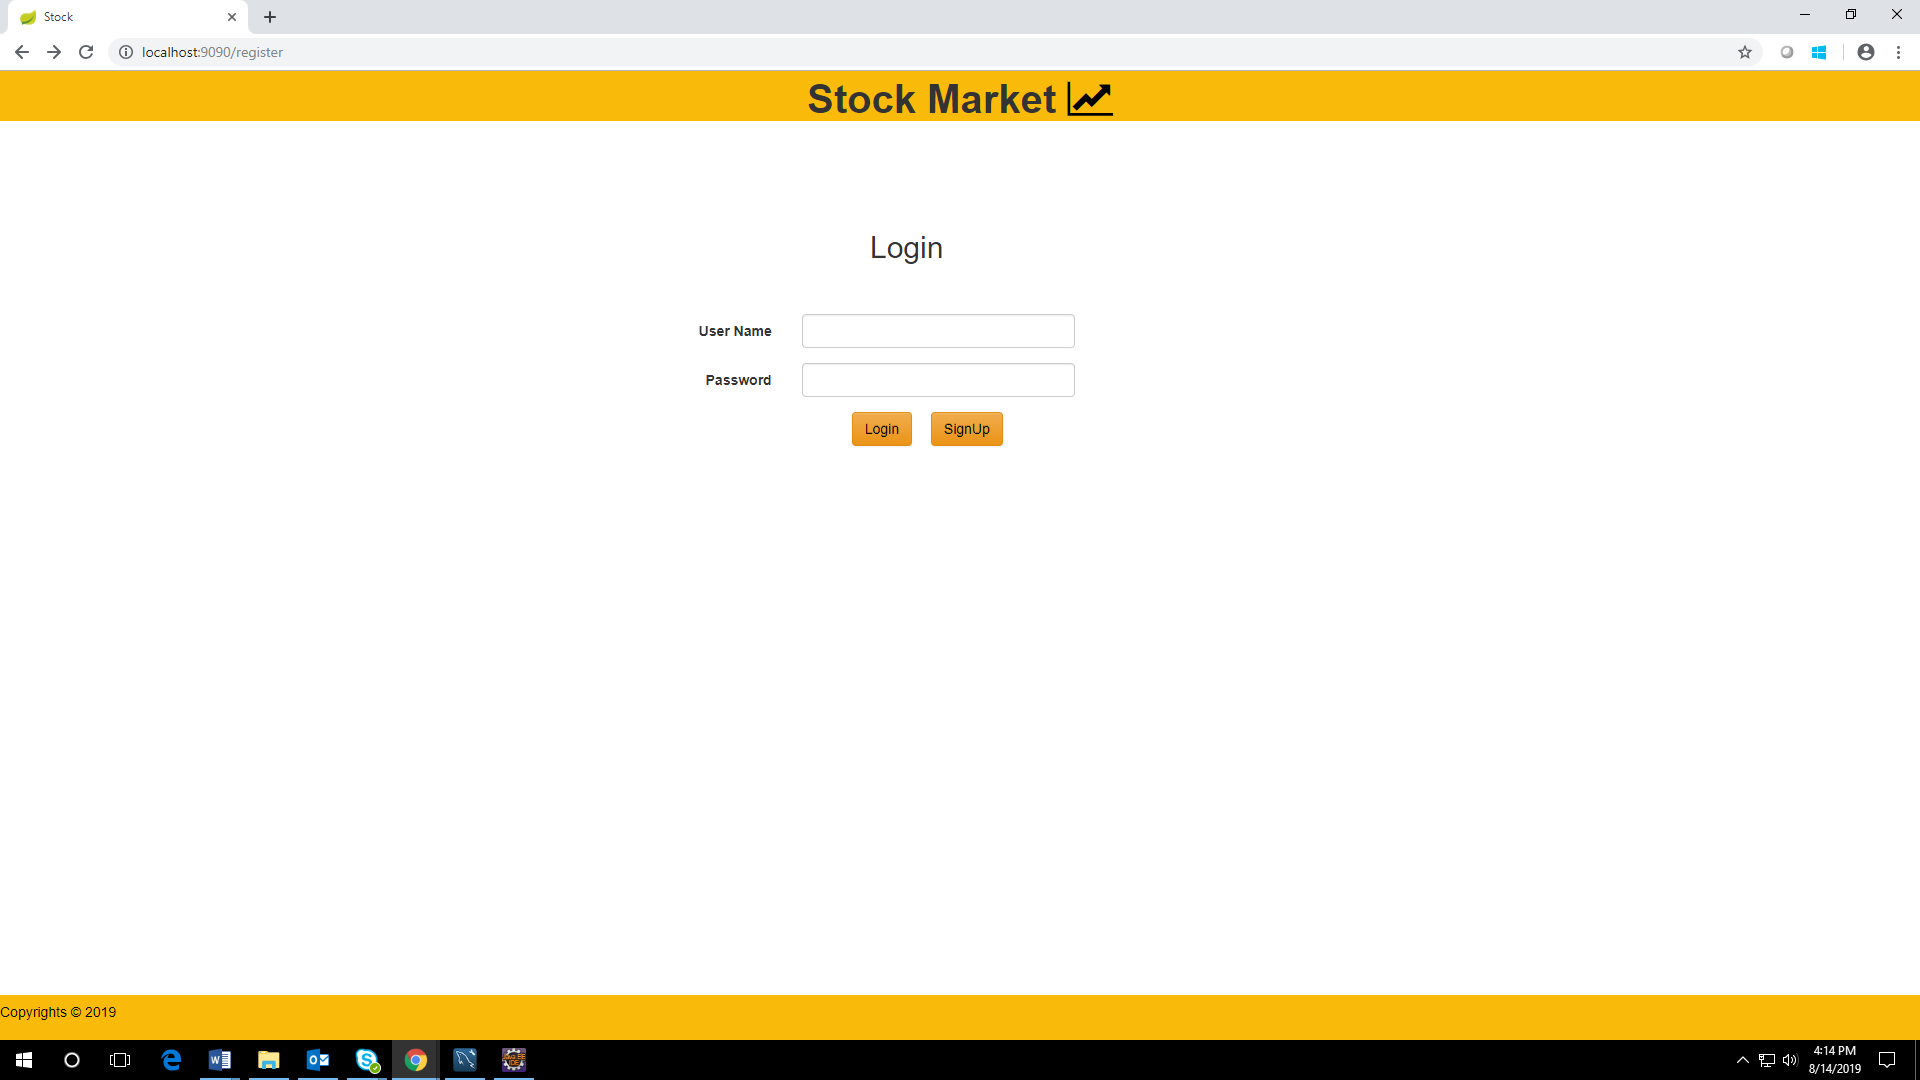 Stock
localhost:9090/register
Stock Market
Login
User Name
Password
Login SignUp
Copyrights © 2019
4:14 PM
8/14/2019